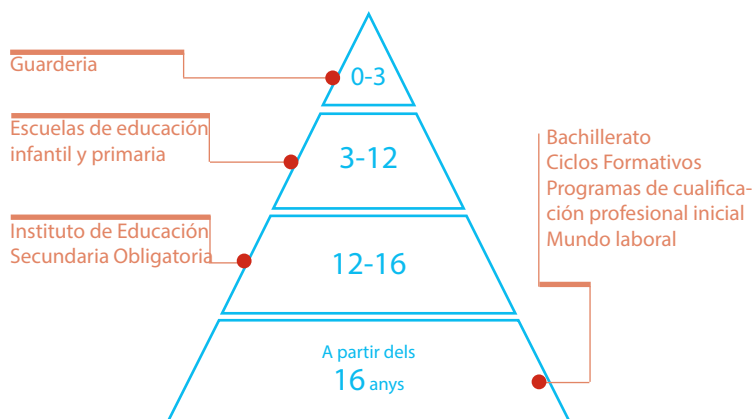 Guarderia
0-3
Escuelas de educación
infantil y primaria
3-12
Instituto de Educación
Secundaria Obligatoria
12-16
Bachillerato
Ciclos Formativos
Programas de cualifica-
ción profesional inicial
Mundo laboral
A partir dels
16 anys